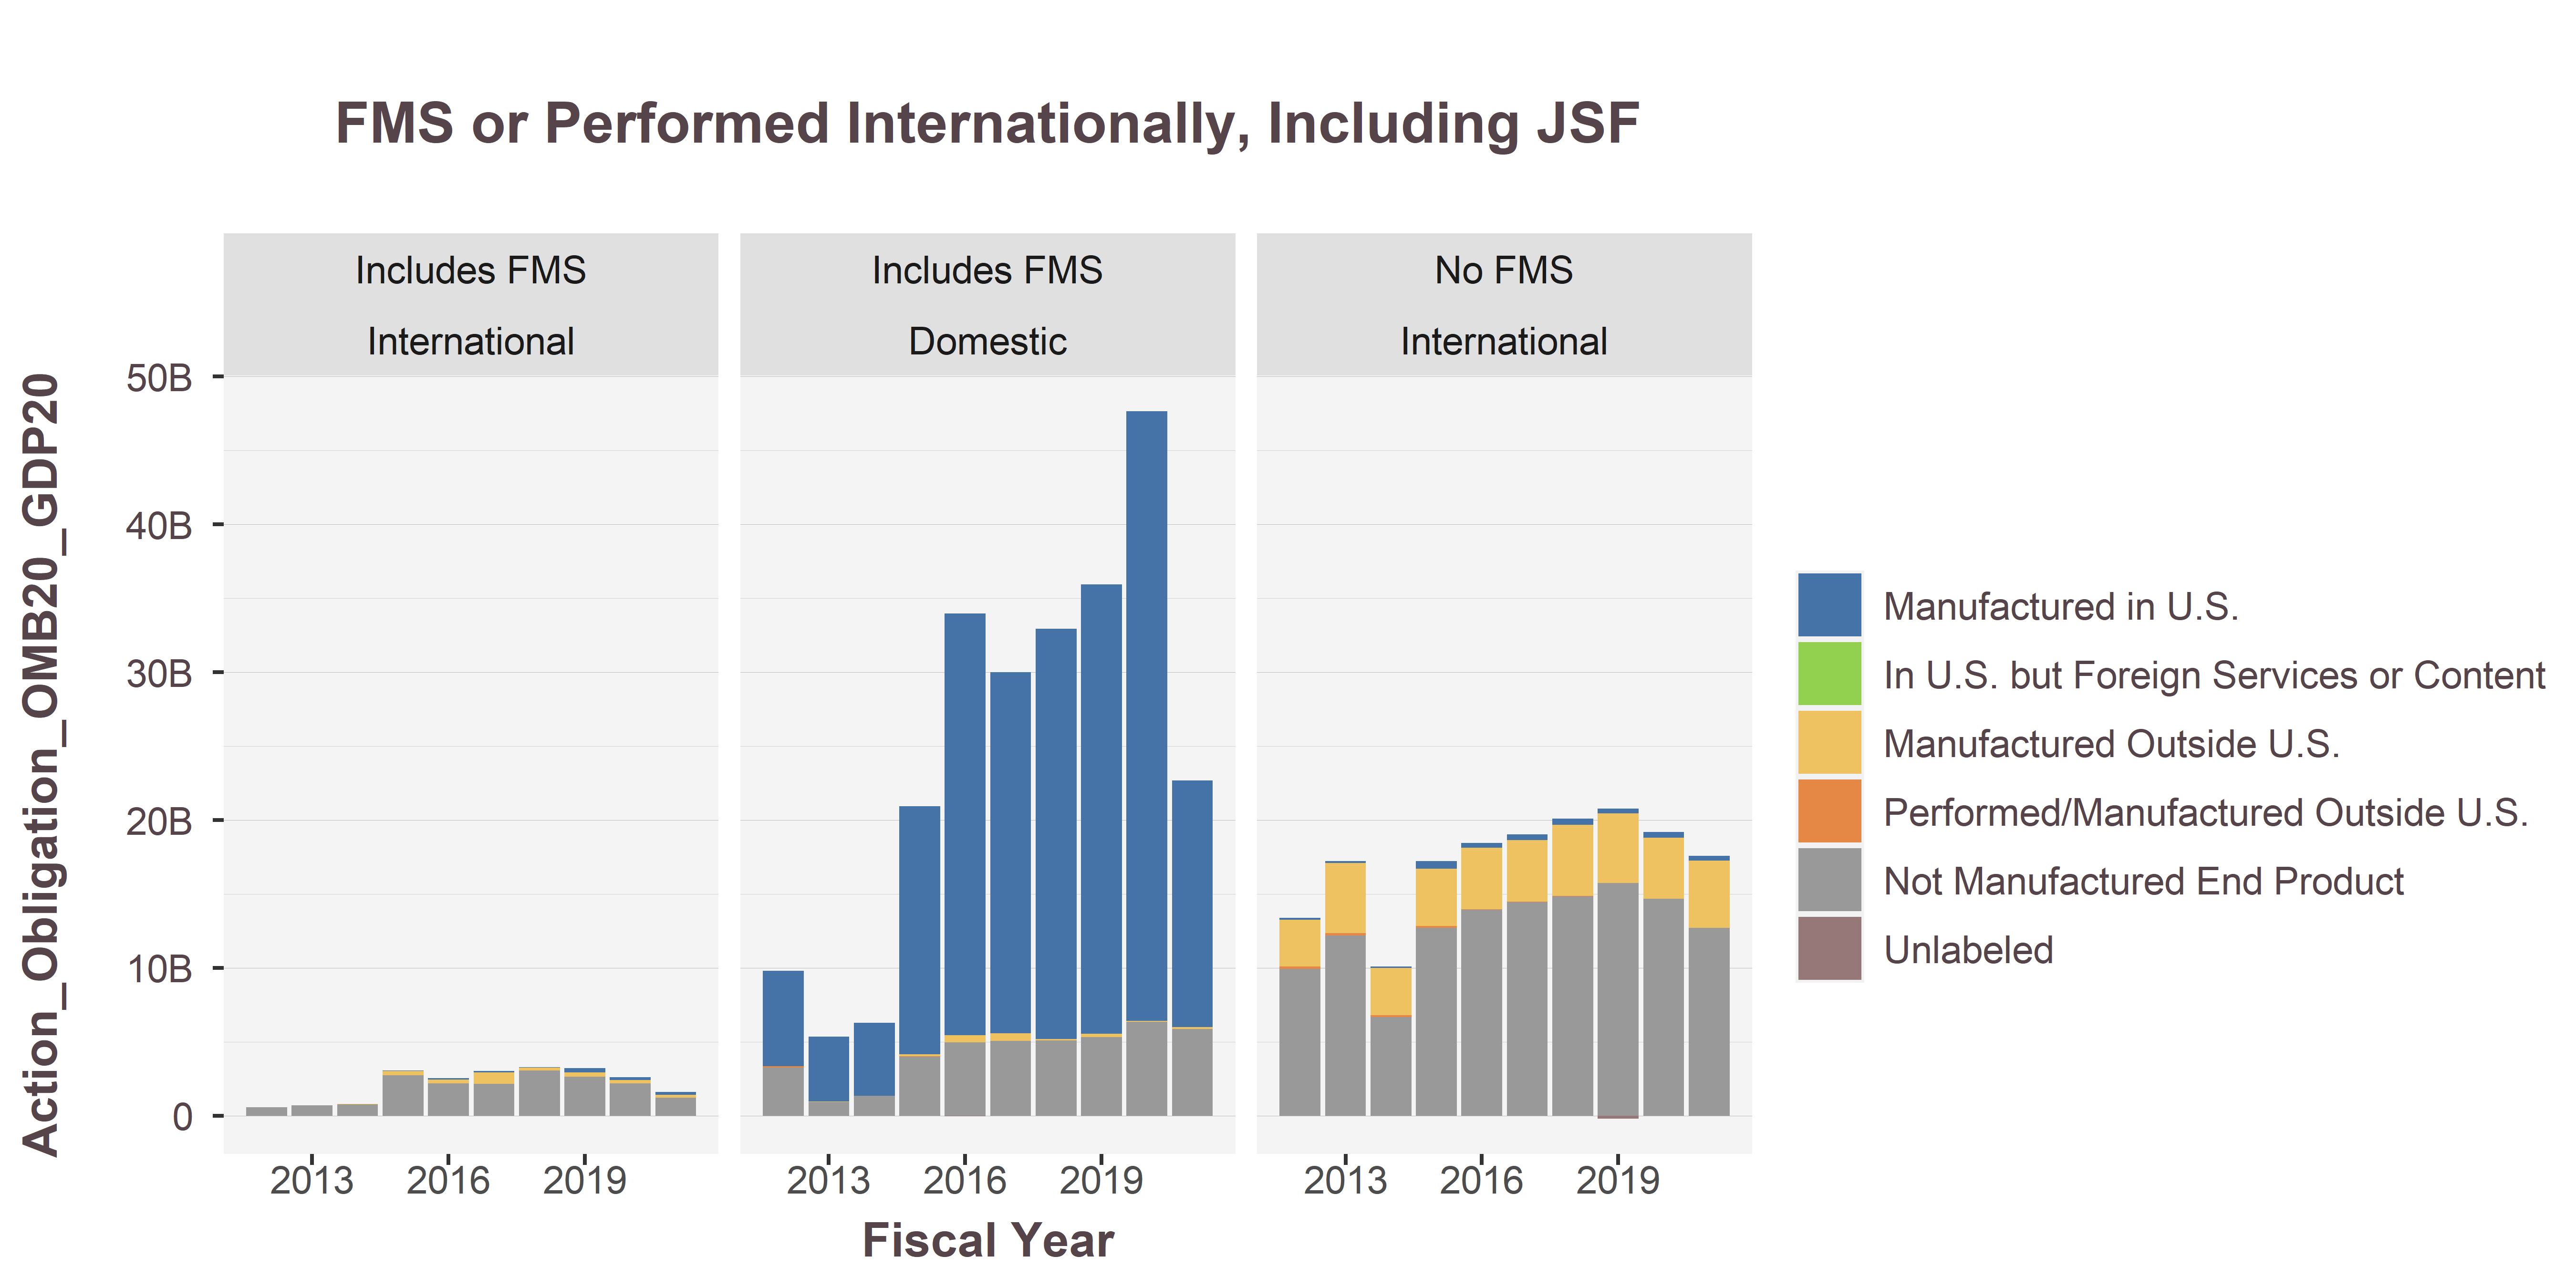 FMS or Performed Internationally, Including JSF
Includes FMS
International
Includes FMS
Domestic
No FMS
International
Action_Obligation_OMB20_GDP20
50B
40B
30B
20B
10B
0
2013
2016
2019
2013
2016
2019
2013
2016
2019
Fiscal Year
Manufactured in U.S.
In U.S. but Foreign Services or Content
Manufactured Outside U.S.
Performed/Manufactured Outside U.S.
Not Manufactured End Product
Unlabeled